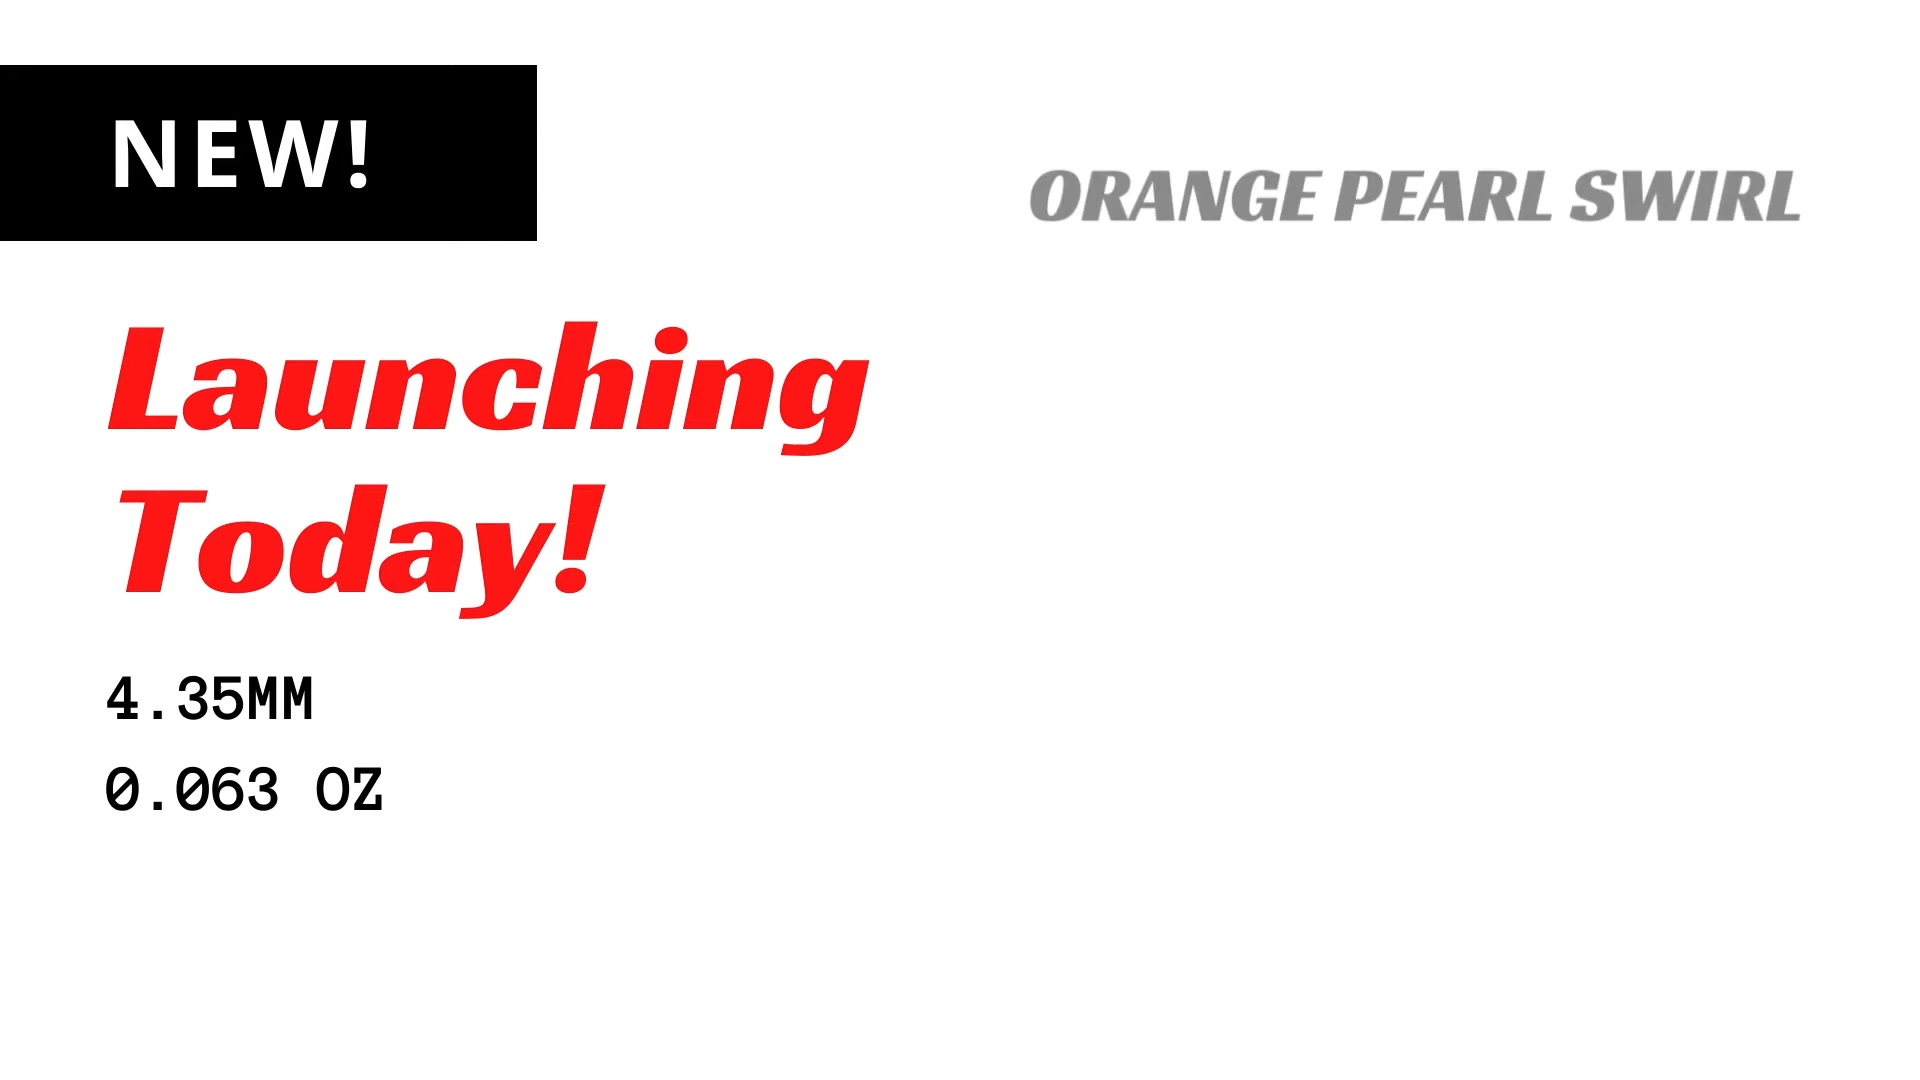 NEW!
ORANGE PEARL SWIRL
Launching
Today!
4.35MM
0.063 OZ